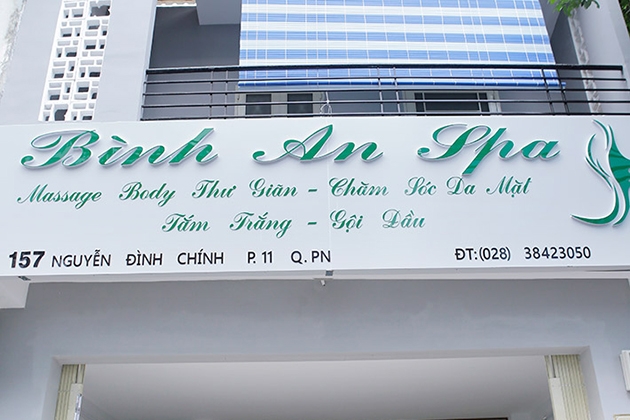 Bình An Spa
Massage Body Thư Giãn - Chăm Sóc Da Mặt
Tắm Trắng - Gội Đầu
157 NGUYỄN ĐÌNH CHÍNH P. 11 Q. PN ĐT: (028) 38423050